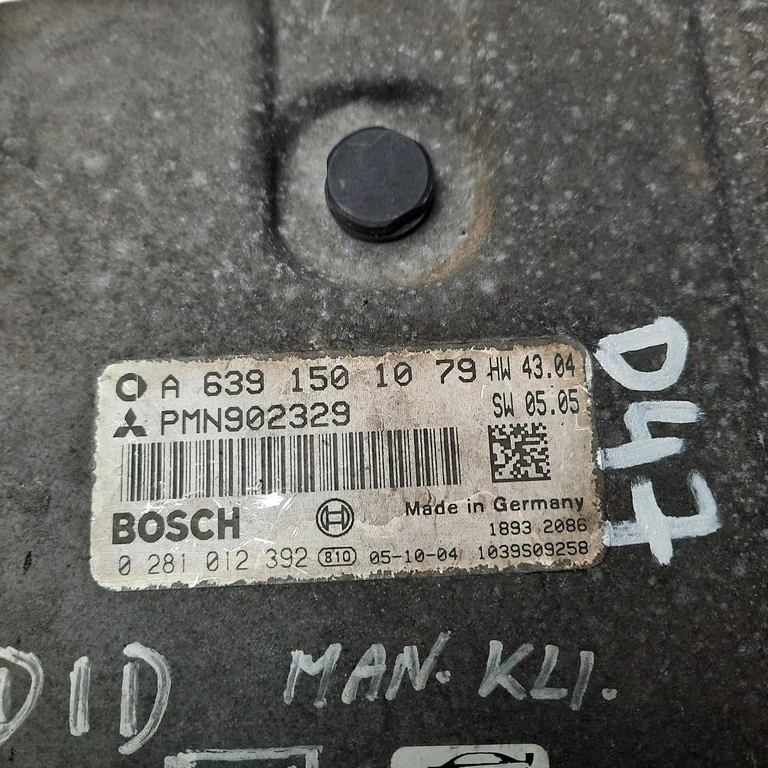 A 639 150 10 79 HW 43.04
PMN902329 SW 05.05
BOSCH Made in Germany
1893 2086
0 281 012 392 810 05-10-04 1039S09258
D47
DID MAN. KLI.